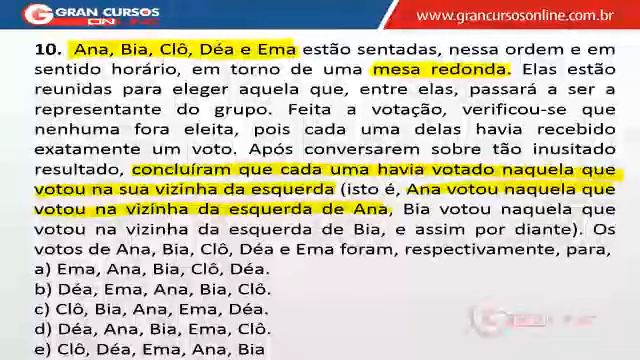 GRAN CURSOS
ONLINE
www.grancursosonline.com.br
10. Ana, Bia, Clô, Déa e Ema estão sentadas, nessa ordem e em
sentido horário, em torno de uma mesa redonda. Elas estão
reunidas para eleger aquela que, entre elas, passará a ser a
representante do grupo. Feita a votação, verificou-se que
nenhuma fora eleita, pois cada uma delas havia recebido
exatamente um voto. Após conversarem sobre tão inusitado
resultado, concluíram que cada uma havia votado naquela que
votou na sua vizinha da esquerda (isto é, Ana votou naquela que
votou na vizinha da esquerda de Ana, Bia votou naquela que
votou na vizinha da esquerda de Bia, e assim por diante). Os
votos de Ana, Bia, Clô, Déa e Ema foram, respectivamente, para,
a) Ema, Ana, Bia, Clô, Déa.
b) Déa, Ema, Ana, Bia, Clô.
c) Clô, Bia, Ana, Ema, Déa.
d) Déa, Ana, Bia, Ema, Clô.
e) Clô, Déa, Ema, Ana, Bia